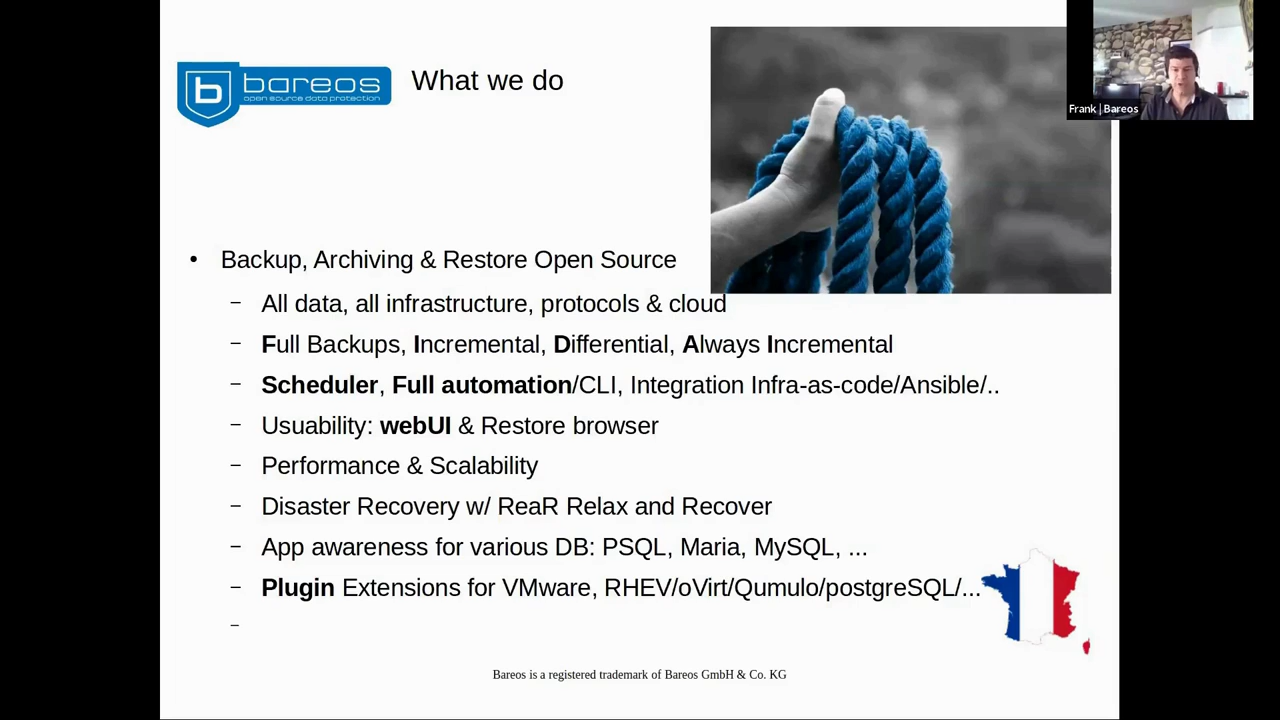 bareos
open source data protection
What we do
Frank | Bareos
• Backup, Archiving & Restore Open Source
– All data, all infrastructure, protocols & cloud
– Full Backups, Incremental, Differential, Always Incremental
– Scheduler, Full automation/CLI, Integration Infra-as-code/Ansible/..
– Usuability: webUI & Restore browser
– Performance & Scalability
– Disaster Recovery w/ ReaR Relax and Recover
– App awareness for various DB: PSQL, Maria, MySQL, ...
– Plugin Extensions for VMware, RHEV/oVirt/Qumulo/postgreSQL/...
–
Bareos is a registered trademark of Bareos GmbH & Co. KG